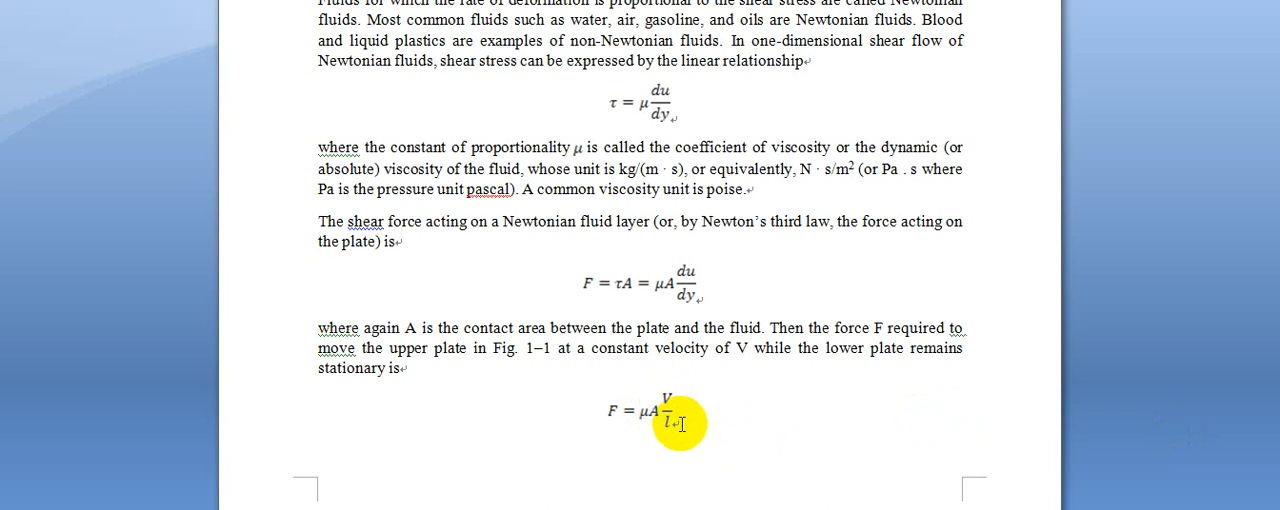 Fluids for which the rate of deformation is proportional to the shear stress are called Newtonian
fluids. Most common fluids such as water, air, gasoline, and oils are Newtonian fluids. Blood
and liquid plastics are examples of non-Newtonian fluids. In one-dimensional shear flow of
Newtonian fluids, shear stress can be expressed by the linear relationship
τ = μ du/dy
where the constant of proportionality μ is called the coefficient of viscosity or the dynamic (or
absolute) viscosity of the fluid, whose unit is kg/(m · s), or equivalently, N · s/m² (or Pa . s where
Pa is the pressure unit pascal). A common viscosity unit is poise.
The shear force acting on a Newtonian fluid layer (or, by Newton’s third law, the force acting on
the plate) is
F = τA = μA du/dy
where again A is the contact area between the plate and the fluid. Then the force F required to
move the upper plate in Fig. 1–1 at a constant velocity of V while the lower plate remains
stationary is
F = μA V/l